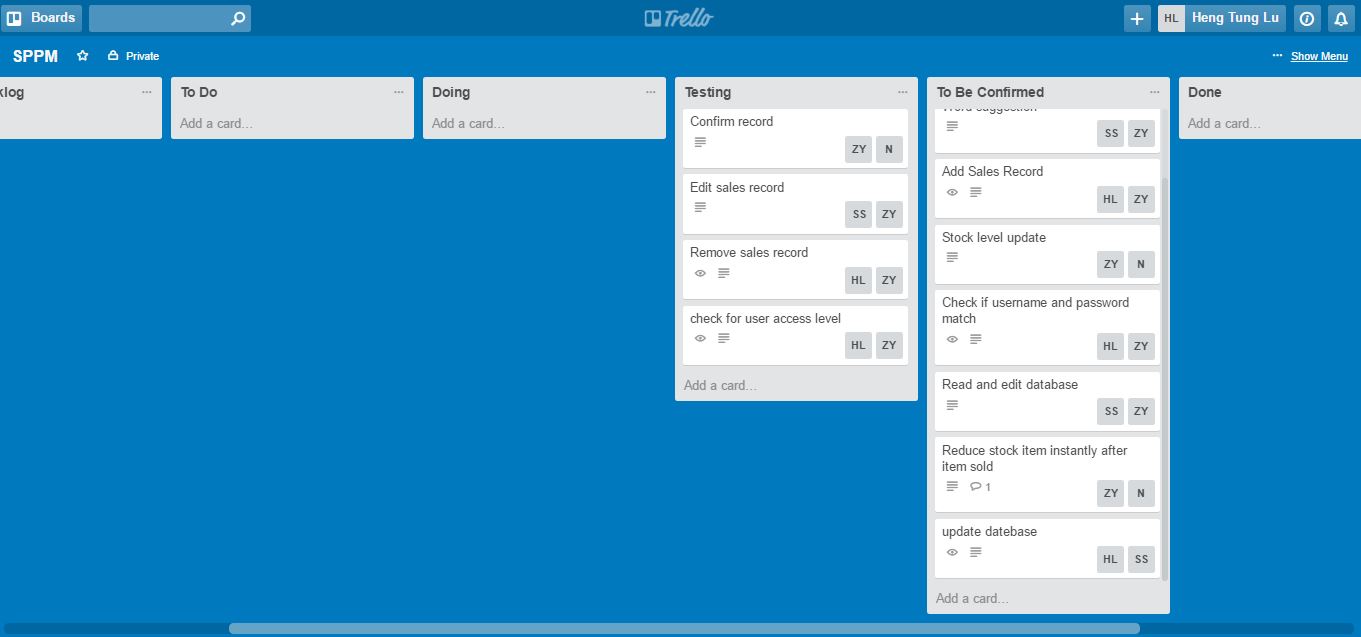 Boards
Trello
HL Heng Tung Lu
SPPM
Private
... Show Menu
klog ...
To Do ...
Add a card...
Doing ...
Add a card...
Testing ...
Confirm record
ZY N
Edit sales record
SS ZY
Remove sales record
HL ZY
check for user access level
HL ZY
Add a card...
To Be Confirmed ...
Word suggestion
SS ZY
Add Sales Record
HL ZY
Stock level update
ZY N
Check if username and password
match
HL ZY
Read and edit database
SS ZY
Reduce stock item instantly after
item sold
1
ZY N
update datebase
HL SS
Add a card...
Done
Add a card...